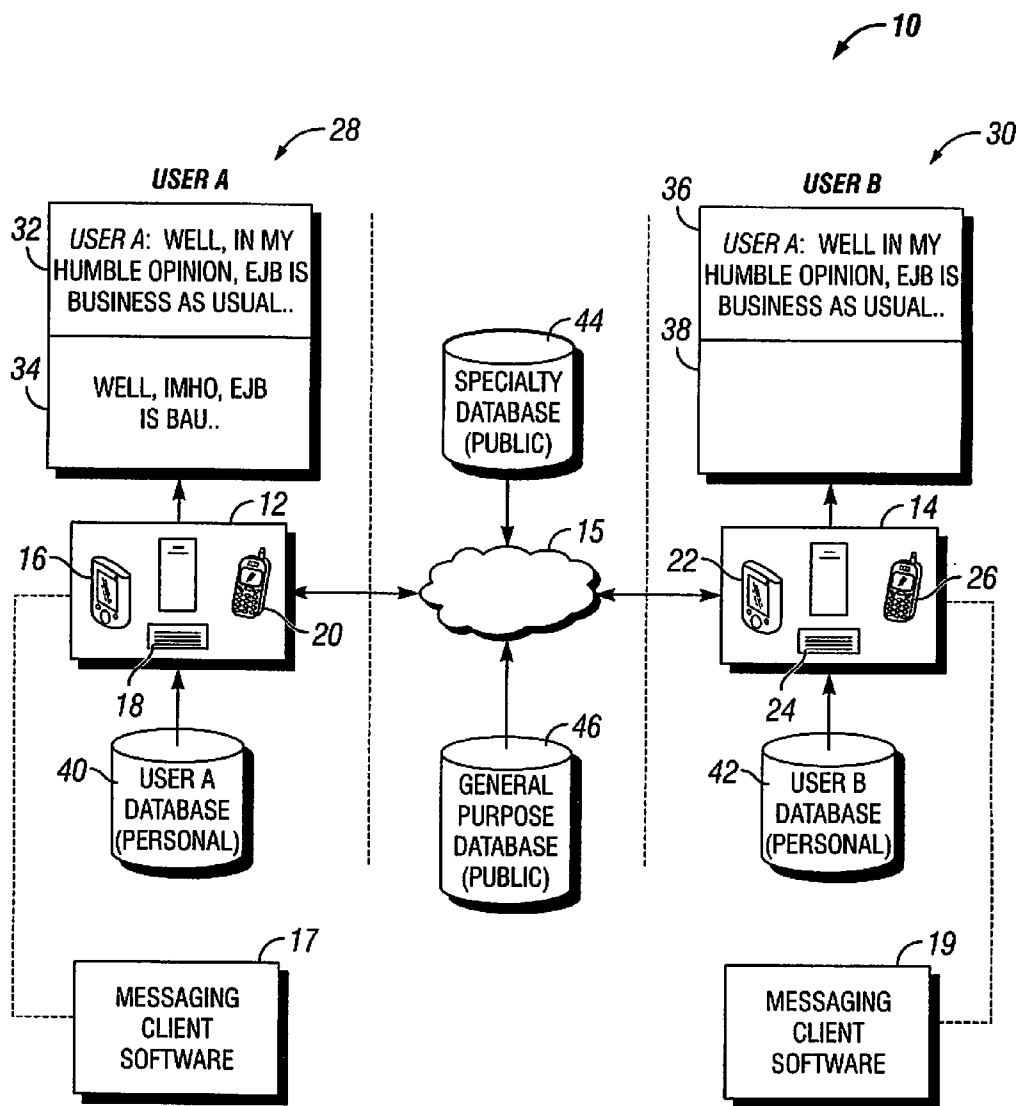 10
28
30
USER A
USER B
32
USER A: WELL, IN MY
HUMBLE OPINION, EJB IS
BUSINESS AS USUAL..
34
WELL, IMHO, EJB
IS BAU..
36
USER A: WELL IN MY
HUMBLE OPINION, EJB IS
BUSINESS AS USUAL..
38
44
SPECIALTY
DATABASE
(PUBLIC)
12
16
18
20
15
14
22
24
26
40
USER A
DATABASE
(PERSONAL)
46
GENERAL
PURPOSE
DATABASE
(PUBLIC)
42
USER B
DATABASE
(PERSONAL)
17
MESSAGING
CLIENT
SOFTWARE
19
MESSAGING
CLIENT
SOFTWARE